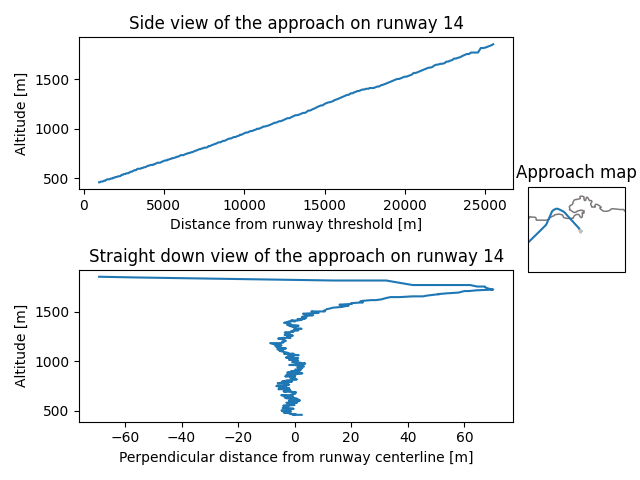 Side view of the approach on runway 14
Altitude [m]
1500
1000
500
0 5000 10000 15000 20000 25000
Distance from runway threshold [m]
Approach map
Straight down view of the approach on runway 14
Altitude [m]
1500
1000
500
−60 −40 −20 0 20 40 60
Perpendicular distance from runway centerline [m]